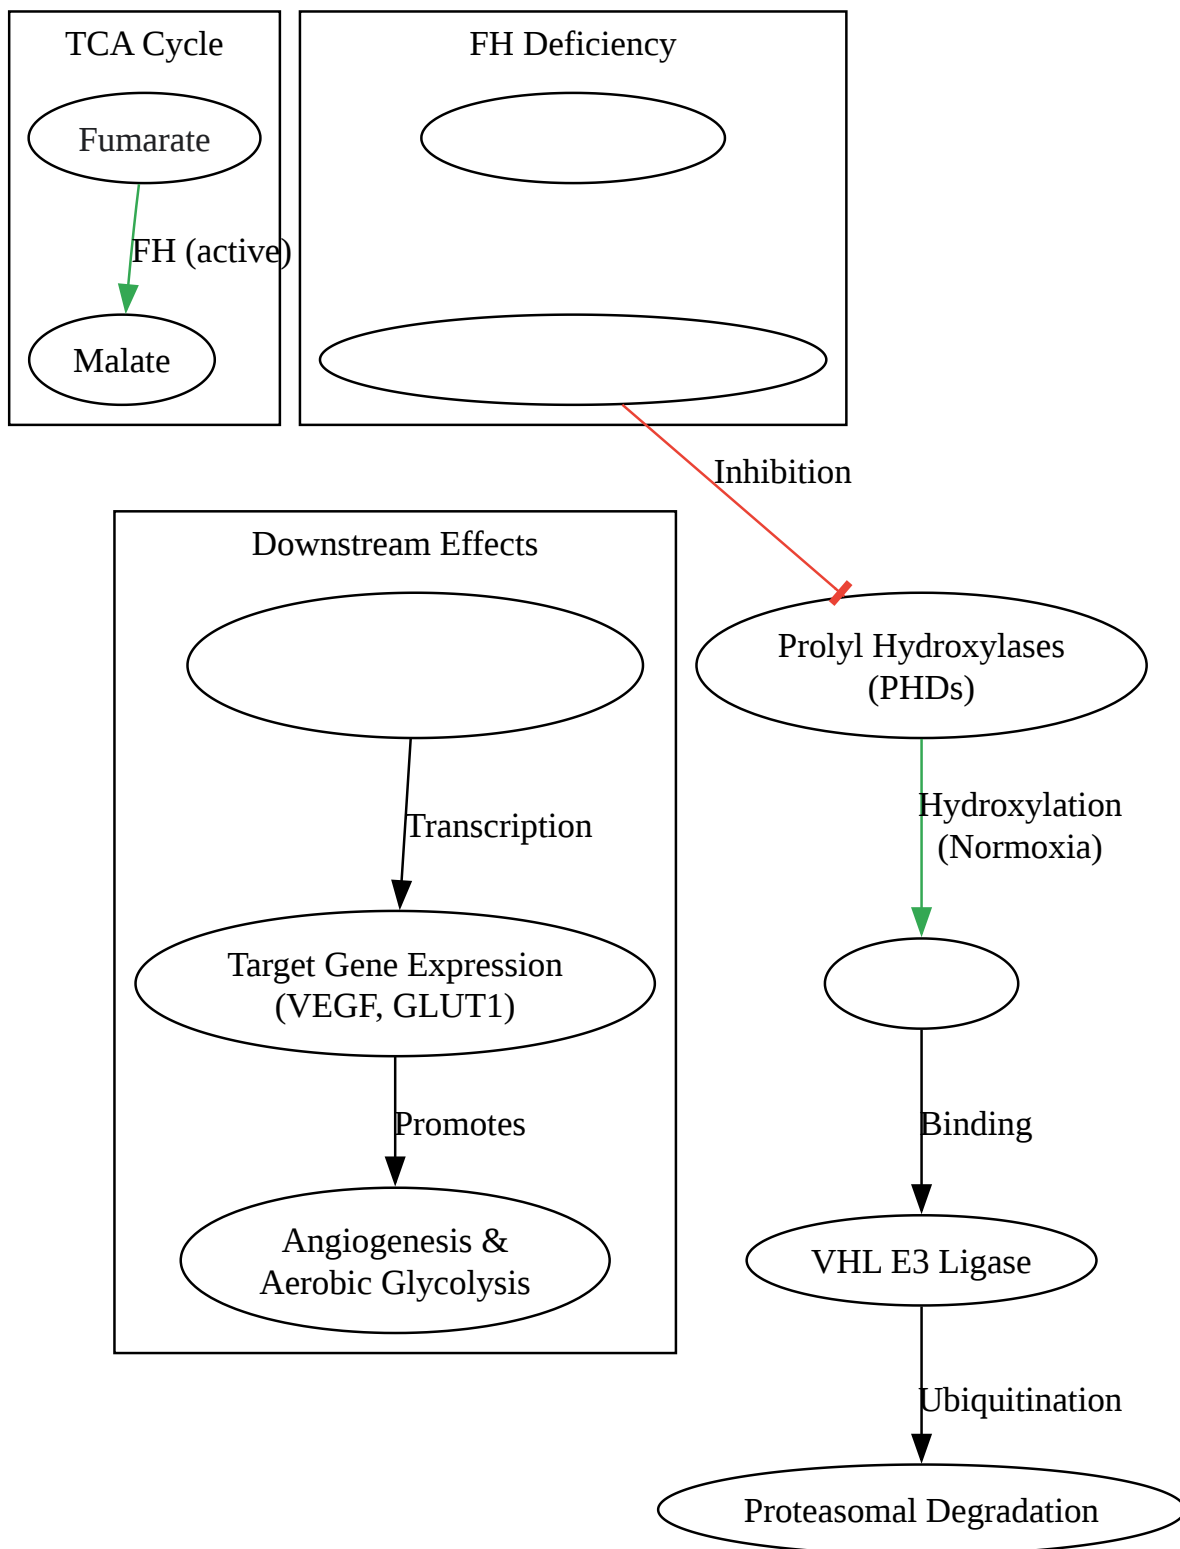 TCA Cycle
Fumarate
FH (active)
Malate
FH Deficiency
Inhibition
Downstream Effects
Transcription
Target Gene Expression
(VEGF, GLUT1)
Promotes
Angiogenesis &
Aerobic Glycolysis
Prolyl Hydroxylases
(PHDs)
Hydroxylation
(Normoxia)
Binding
VHL E3 Ligase
Ubiquitination
Proteasomal Degradation